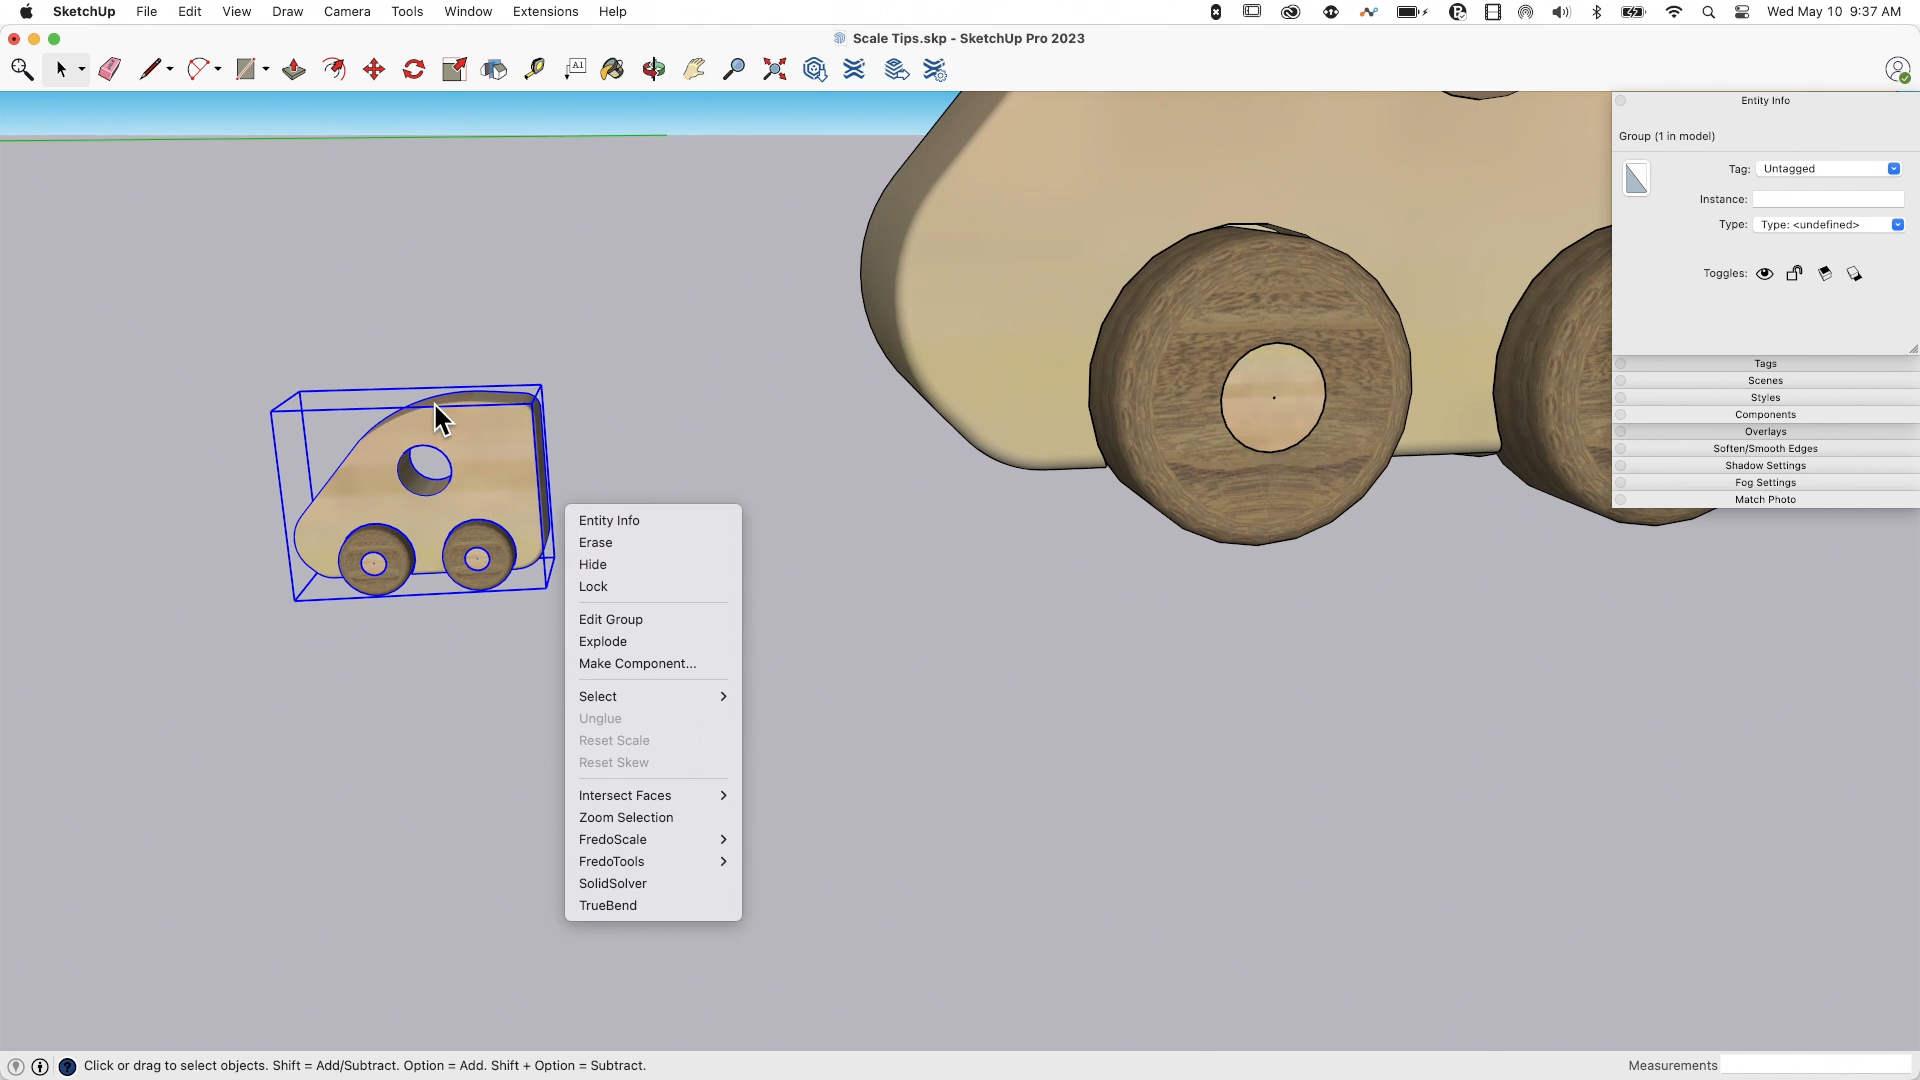 SketchUp File Edit View Draw Camera Tools Window Extensions Help Wed May 10 9:37 AM
Scale Tips.skp - SketchUp Pro 2023
A1
Entity Info
Group (1 in model)
Tag: Untagged
Instance:
Type: Type: <undefined>
Toggles:
Tags
Scenes
Styles
Components
Overlays
Soften/Smooth Edges
Shadow Settings
Fog Settings
Match Photo
Entity Info
Erase
Hide
Lock
Edit Group
Explode
Make Component...
Select
Unglue
Reset Scale
Reset Skew
Intersect Faces
Zoom Selection
FredoScale
FredoTools
SolidSolver
TrueBend
Click or drag to select objects. Shift = Add/Subtract. Option = Add. Shift + Option = Subtract. Measurements